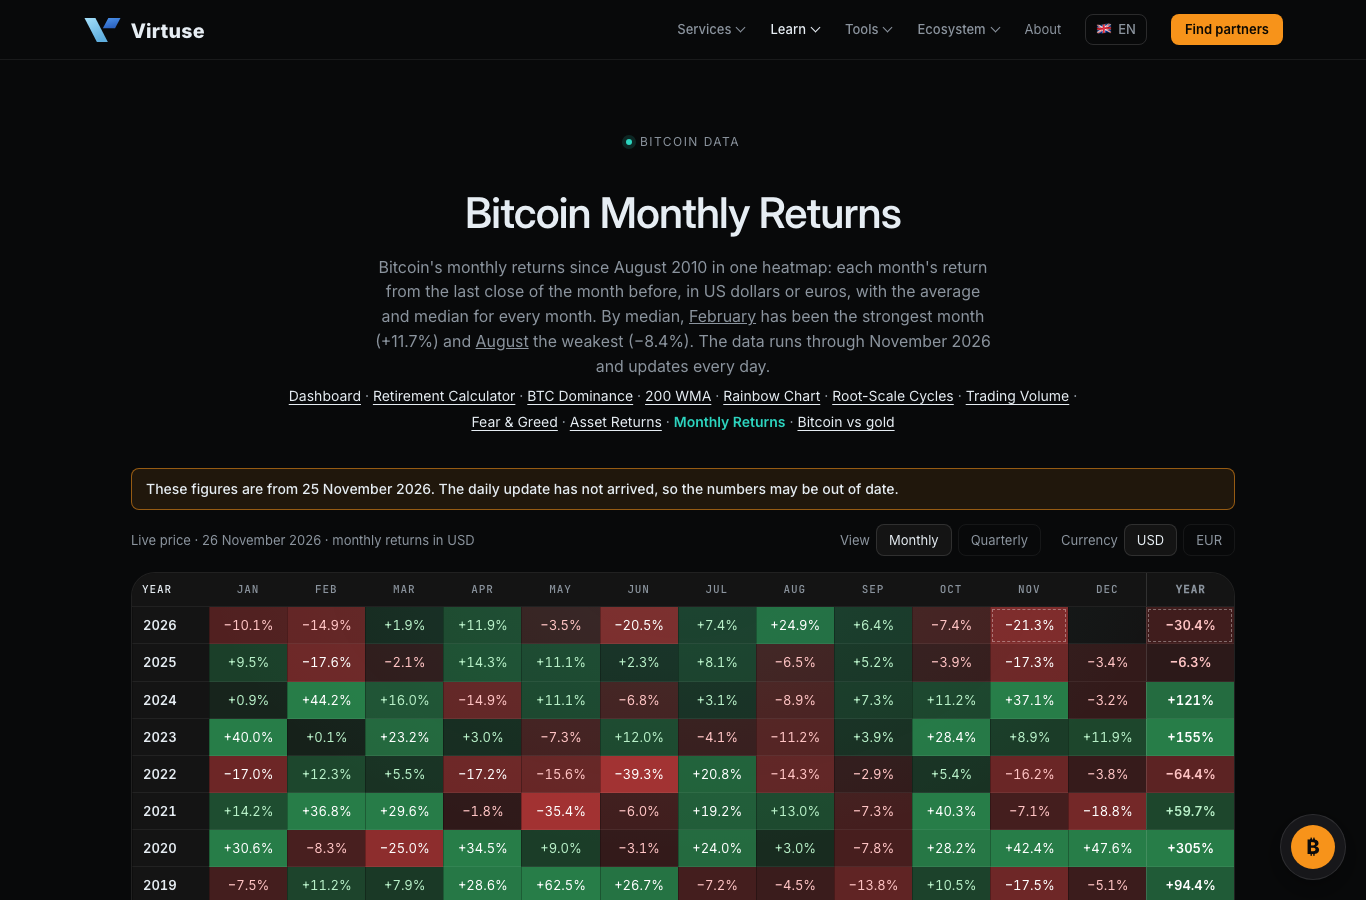 Virtuse
Services Learn Tools Ecosystem About EN Find partners
BITCOIN DATA
Bitcoin Monthly Returns
Bitcoin's monthly returns since August 2010 in one heatmap: each month's return
from the last close of the month before, in US dollars or euros, with the average
and median for every month. By median, February has been the strongest month
(+11.7%) and August the weakest (−8.4%). The data runs through November 2026
and updates every day.
Dashboard · Retirement Calculator · BTC Dominance · 200 WMA · Rainbow Chart · Root-Scale Cycles · Trading Volume ·
Fear & Greed · Asset Returns · Monthly Returns · Bitcoin vs gold
These figures are from 25 November 2026. The daily update has not arrived, so the numbers may be out of date.
Live price · 26 November 2026 · monthly returns in USD View Monthly Quarterly Currency USD EUR
YEAR JAN FEB MAR APR MAY JUN JUL AUG SEP OCT NOV DEC YEAR
2026 −10.1% −14.9% +1.9% +11.9% −3.5% −20.5% +7.4% +24.9% +6.4% −7.4% −21.3% −30.4%
2025 +9.5% −17.6% −2.1% +14.3% +11.1% +2.3% +8.1% −6.5% +5.2% −3.9% −17.3% −3.4% −6.3%
2024 +0.9% +44.2% +16.0% −14.9% +11.1% −6.8% +3.1% −8.9% +7.3% +11.2% +37.1% −3.2% +121%
2023 +40.0% +0.1% +23.2% +3.0% −7.3% +12.0% −4.1% −11.2% +3.9% +28.4% +8.9% +11.9% +155%
2022 −17.0% +12.3% +5.5% −17.2% −15.6% −39.3% +20.8% −14.3% −2.9% +5.4% −16.2% −3.8% −64.4%
2021 +14.2% +36.8% +29.6% −1.8% −35.4% −6.0% +19.2% +13.0% −7.3% +40.3% −7.1% −18.8% +59.7%
2020 +30.6% −8.3% −25.0% +34.5% +9.0% −3.1% +24.0% +3.0% −7.8% +28.2% +42.4% +47.6% +305%
2019 −7.5% +11.2% +7.9% +28.6% +62.5% +26.7% −7.2% −4.5% −13.8% +10.5% −17.5% −5.1% +94.4%